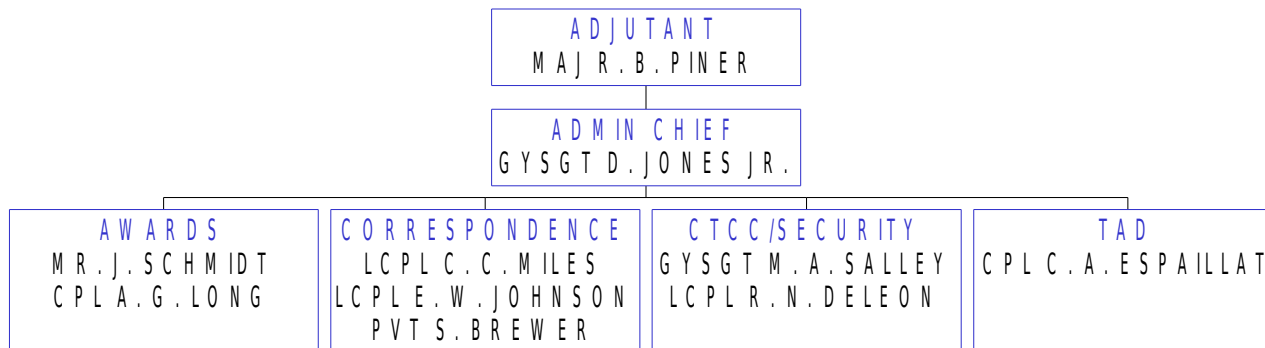 ADJUTANT
MAJ R.B. PINER
ADMIN CHIEF
GYSGT D. JONES JR.
AWARDS
MR. J. SCHMIDT
CPL A.G. LONG
CORRESPONDENCE
LCPL C.C. MILES
LCPL E.W. JOHNSON
PVT S. BREWER
CTCC/SECURITY
GYSGT M.A. SALLEY
LCPL R.N. DELEON
TAD
CPL C.A. ESPAILLAT